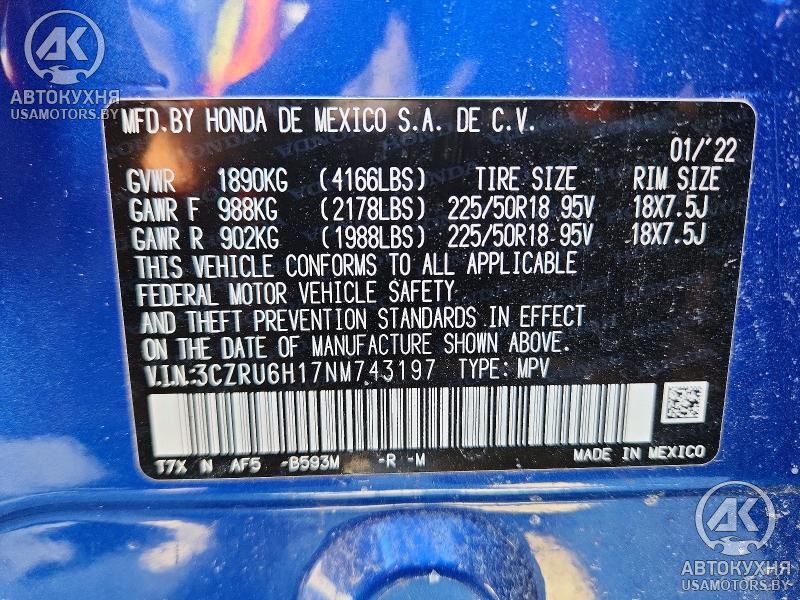 АК
АВТОКУХНЯ
USAMOTORS.BY
MFD.BY HONDA DE MEXICO S.A. DE C.V.
01/'22
GVWR 1890KG (4166LBS) TIRE SIZE RIM SIZE
GAWR F 988KG (2178LBS) 225/50R18 95V 18X7.5J
GAWR R 902KG (1988LBS) 225/50R18 95V 18X7.5J
THIS VEHICLE CONFORMS TO ALL APPLICABLE
FEDERAL MOTOR VEHICLE SAFETY
AND THEFT PREVENTION STANDARDS IN EFFECT
ON THE DATE OF MANUFACTURE SHOWN ABOVE.
V.I.N:3CZRU6H17NM743197 TYPE: MPV
T7X N AF5 -B593M -R -M MADE IN MEXICO
АК
АВТОКУХНЯ
USAMOTORS.BY